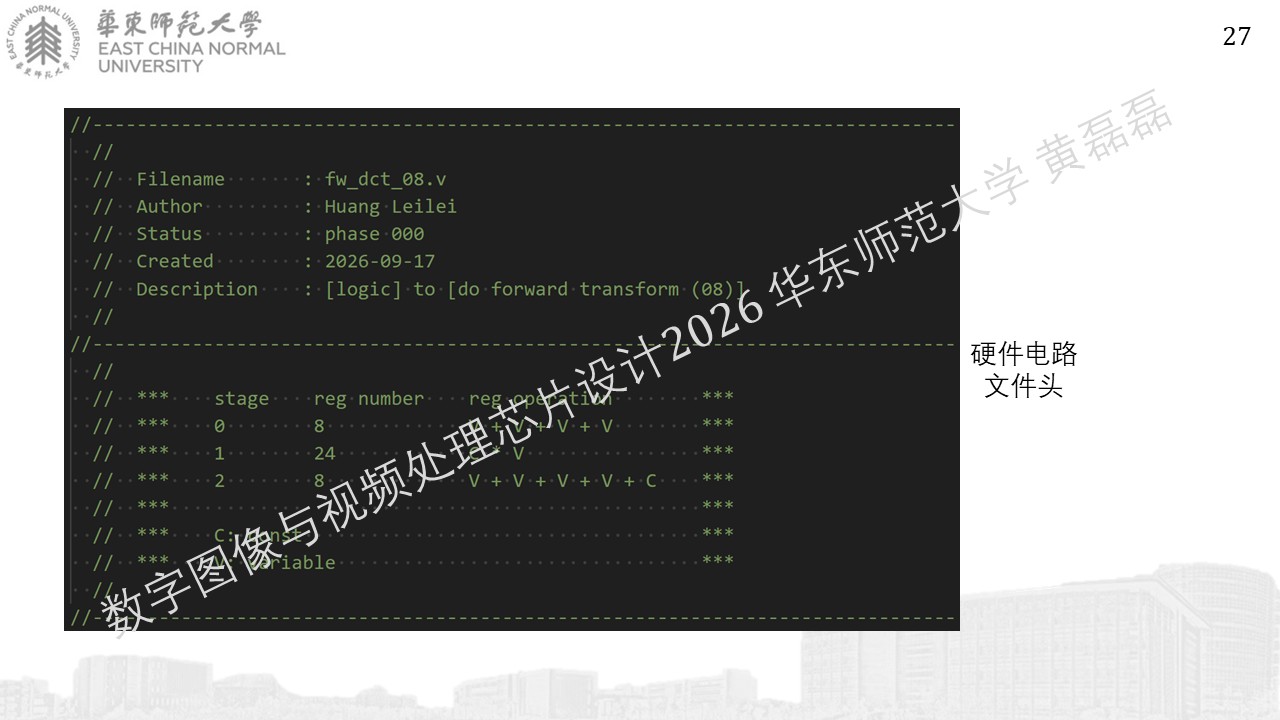 華東師範大學
EAST CHINA NORMAL
UNIVERSITY
27
//------------------------------------------------------------------------------
//
// Filename : fw_dct_08.v
// Author : Huang Leilei
// Status : phase 000
// Created : 2026-09-17
// Description : [logic] to [do forward transform (08)]
//
//------------------------------------------------------------------------------
//
// *** stage reg number reg operation ***
// *** 0 8 V + V + V + V ***
// *** 1 24 C * V ***
// *** 2 8 V + V + V + V + C ***
// *** ***
// *** C: const ***
// *** V: variable ***
//
//------------------------------------------------------------------------------
硬件电路
文件头
数字图像与视频处理芯片设计2026 华东师范大学 黄磊磊